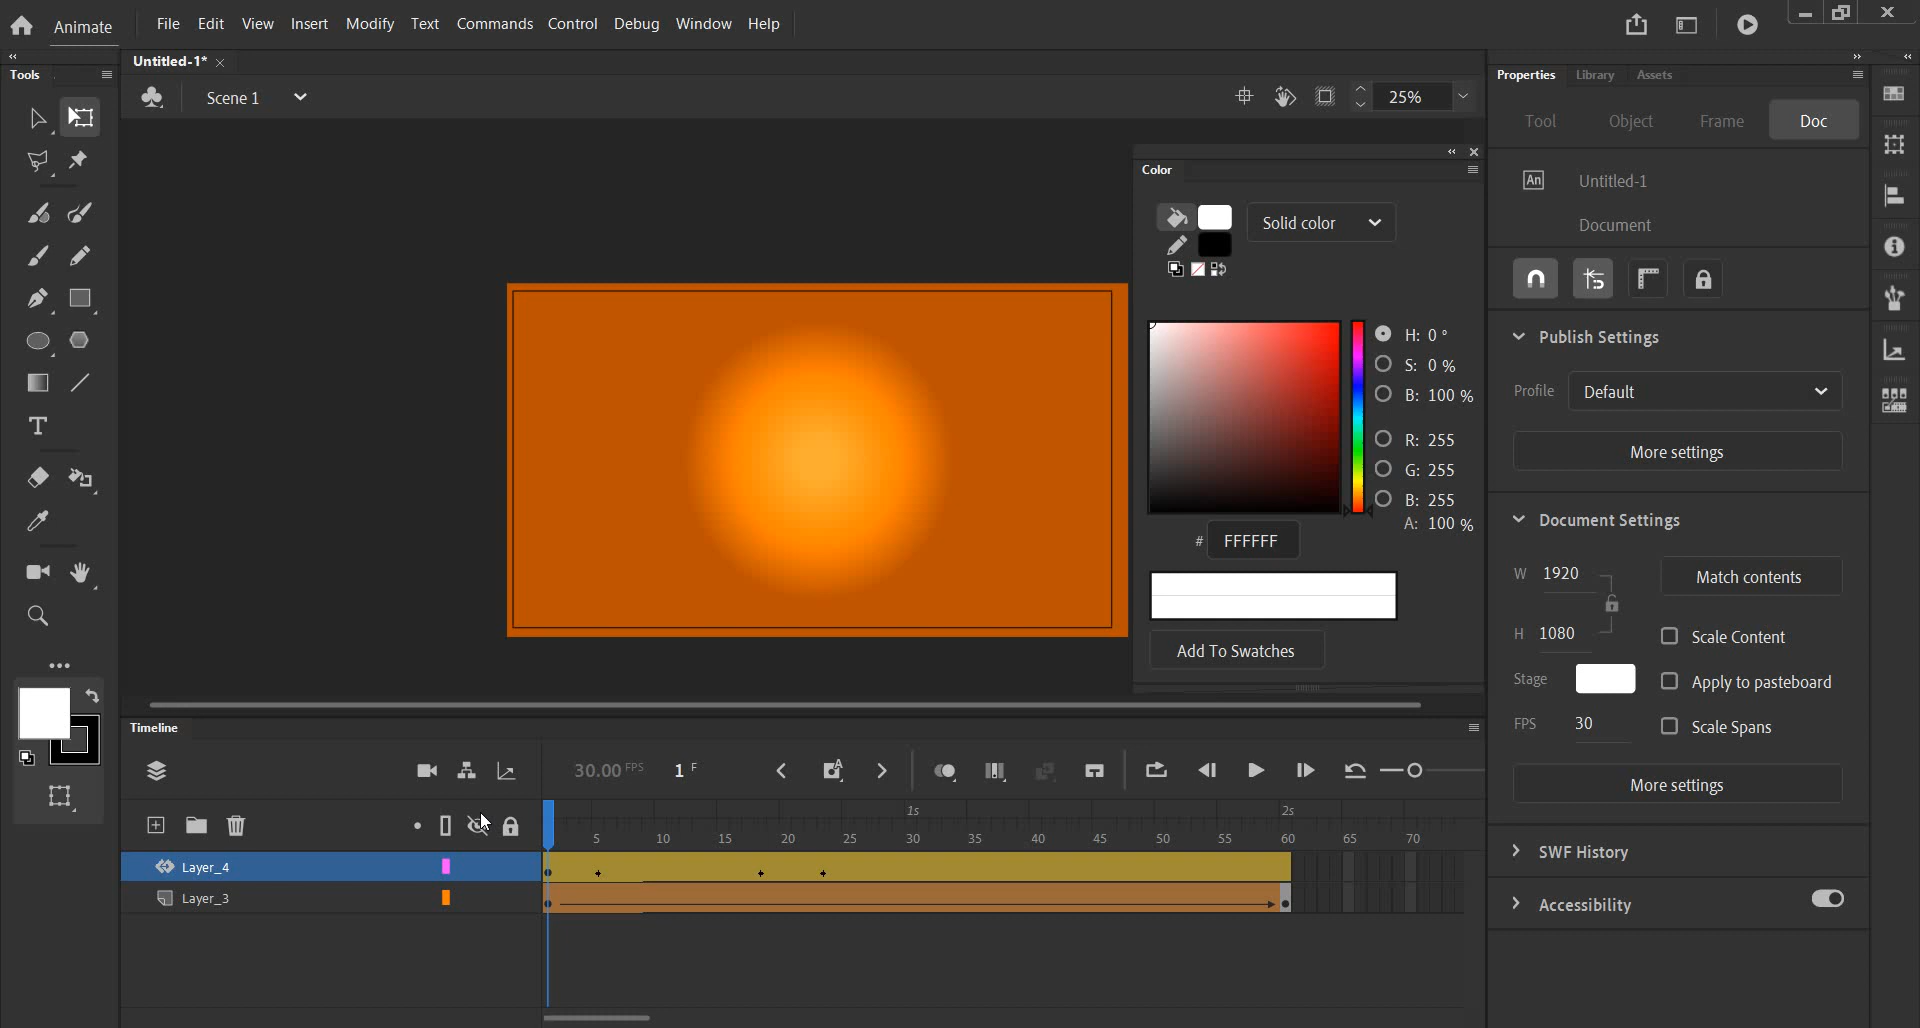 Animate File Edit View Insert Modify Text Commands Control Debug Window Help
Tools
Untitled-1*
Scene 1
25%
Color
Solid color
H: 0 °
S: 0 %
B: 100 %
R: 255
G: 255
B: 255
A: 100 %
# FFFFFF
Add To Swatches
Properties Library Assets
Tool Object Frame Doc
An Untitled-1
Document
Publish Settings
Profile Default
More settings
Document Settings
W 1920
Match contents
H 1080
Scale Content
Stage
Apply to pasteboard
FPS 30
Scale Spans
More settings
SWF History
Accessibility
T
Timeline
30.00 FPS 1 F
1s 2s
5 10 15 20 25 30 35 40 45 50 55 60 65 70
Layer_4
Layer_3